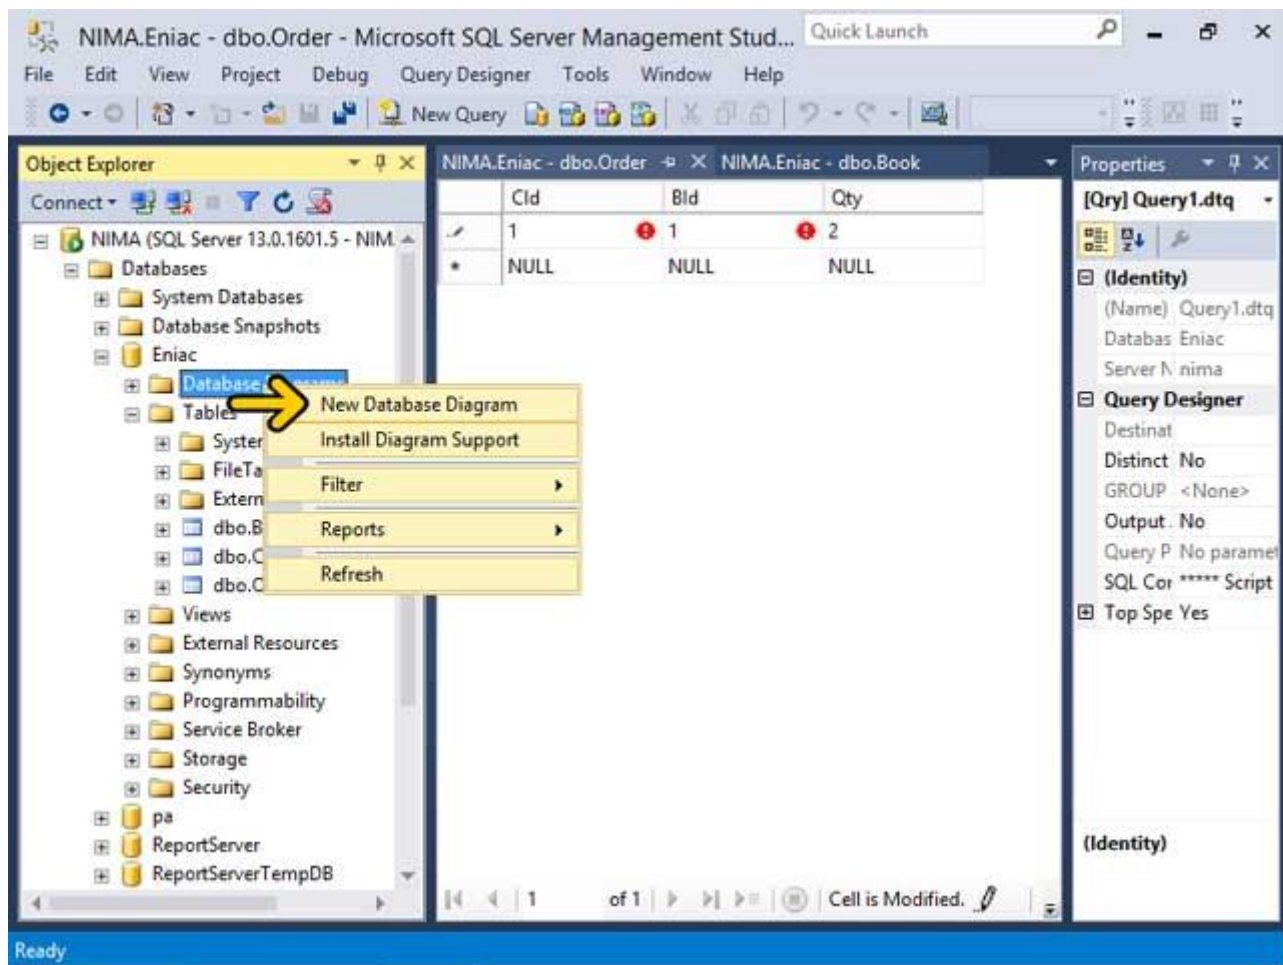 NIMA.Eniac - dbo.Order - Microsoft SQL Server Management Stud...
Quick Launch
File Edit View Project Debug Query Designer Tools Window Help
New Query
Object Explorer
Connect
NIMA (SQL Server 13.0.1601.5 - NIM
Databases
System Databases
Database Snapshots
Eniac
Database
Tables
Syster
FileTa
Extern
dbo.B
dbo.C
dbo.C
Views
External Resources
Synonyms
Programmability
Service Broker
Storage
Security
pa
ReportServer
ReportServerTempDB
New Database Diagram
Install Diagram Support
Filter
Reports
Refresh
NIMA.Eniac - dbo.Order NIMA.Eniac - dbo.Book
CId BId Qty
1 1 2
NULL NULL NULL
1 of 1 Cell is Modified.
Properties
[Qry] Query1.dtq
(Identity)
(Name) Query1.dtq
Databas Eniac
Server N nima
Query Designer
Destinat
Distinct No
GROUP <None>
Output No
Query P No paramet
SQL Cor ***** Script
Top Spe Yes
(Identity)
Ready